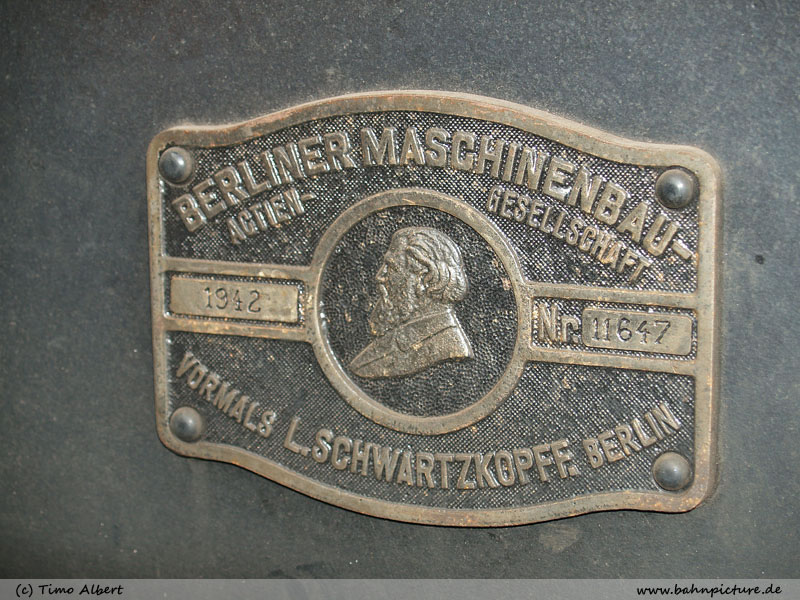 BERLINER MASCHINENBAU-
ACTIEN- GESELLSCHAFT
1942 Nr. 11647
VORMALS L. SCHWARTZKOPFF. BERLIN
(c) Timo Albert www.bahnpicture.de